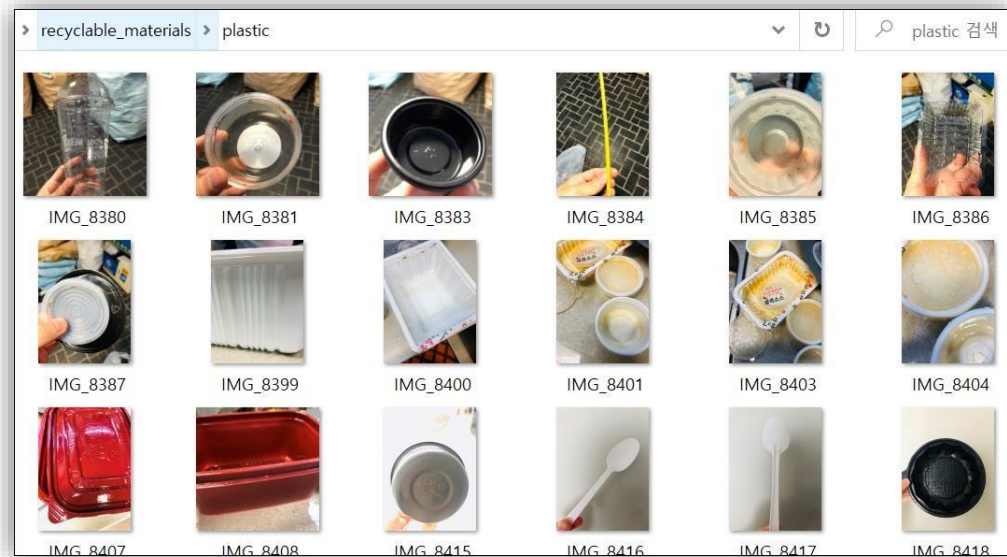 recyclable_materials > plastic
plastic 검색
IMG_8380
IMG_8381
IMG_8383
IMG_8384
IMG_8385
IMG_8386
IMG_8387
IMG_8399
IMG_8400
IMG_8401
IMG_8403
IMG_8404
IMG_8407
IMG_8408
IMG_8415
IMG_8416
IMG_8417
IMG_8418